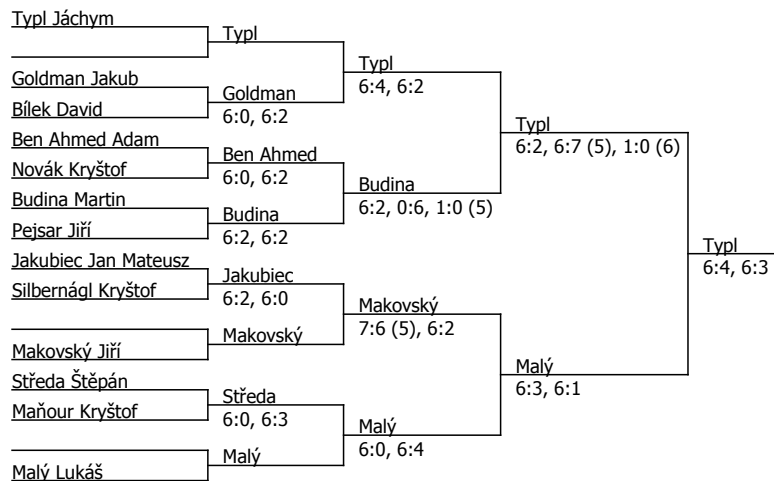 Typl Jáchym
Typl
Typl
6:4, 6:2
Goldman Jakub
Goldman
6:0, 6:2
Bílek David
Typl
6:2, 6:7 (5), 1:0 (6)
Ben Ahmed Adam
Ben Ahmed
6:0, 6:2
Novák Kryštof
Budina
6:2, 0:6, 1:0 (5)
Budina Martin
Budina
6:2, 6:2
Pejsar Jiří
Typl
6:4, 6:3
Jakubiec Jan Mateusz
Jakubiec
6:2, 6:0
Silbernágl Kryštof
Makovský
7:6 (5), 6:2
Makovský
Makovský Jiří
Malý
6:3, 6:1
Středa Štěpán
Středa
6:0, 6:3
Maňour Kryštof
Malý
6:0, 6:4
Malý
Malý Lukáš